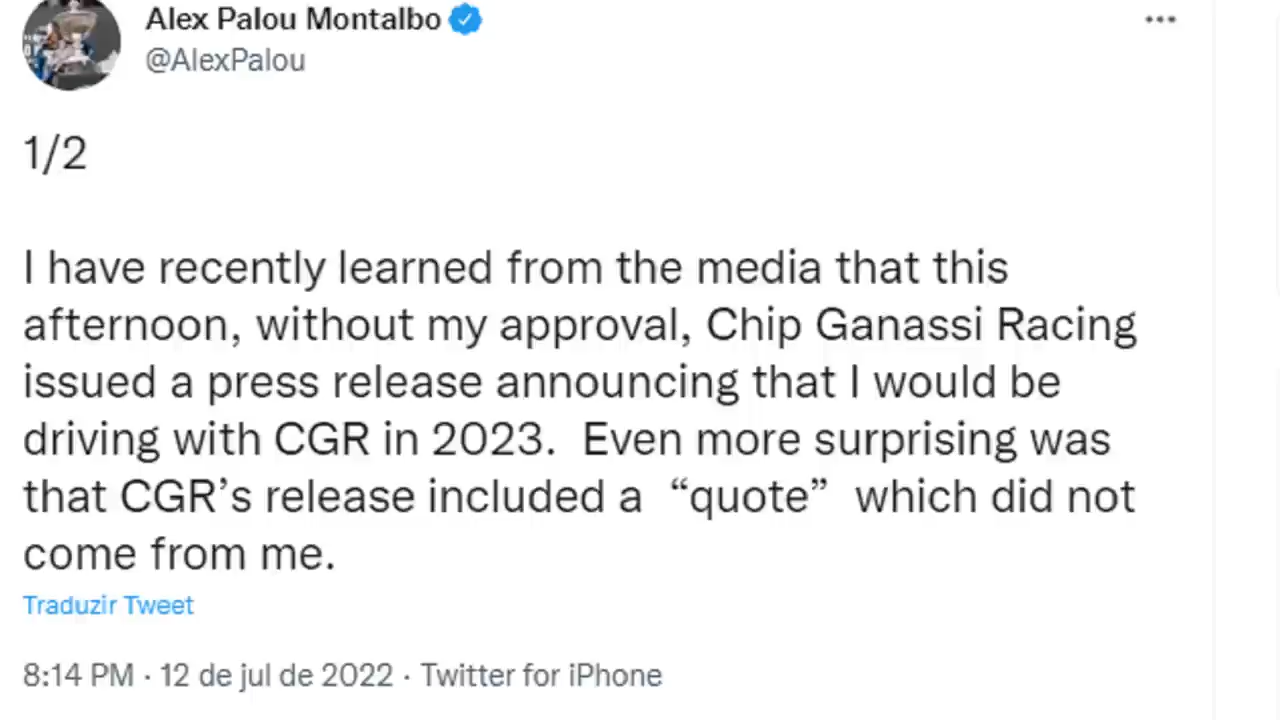 Alex Palou Montalbo
@AlexPalou
1/2
I have recently learned from the media that this
afternoon, without my approval, Chip Ganassi Racing
issued a press release announcing that I would be
driving with CGR in 2023.  Even more surprising was
that CGR’s release included a  “quote”  which did not
come from me.
Traduzir Tweet
8:14 PM · 12 de jul de 2022 · Twitter for iPhone